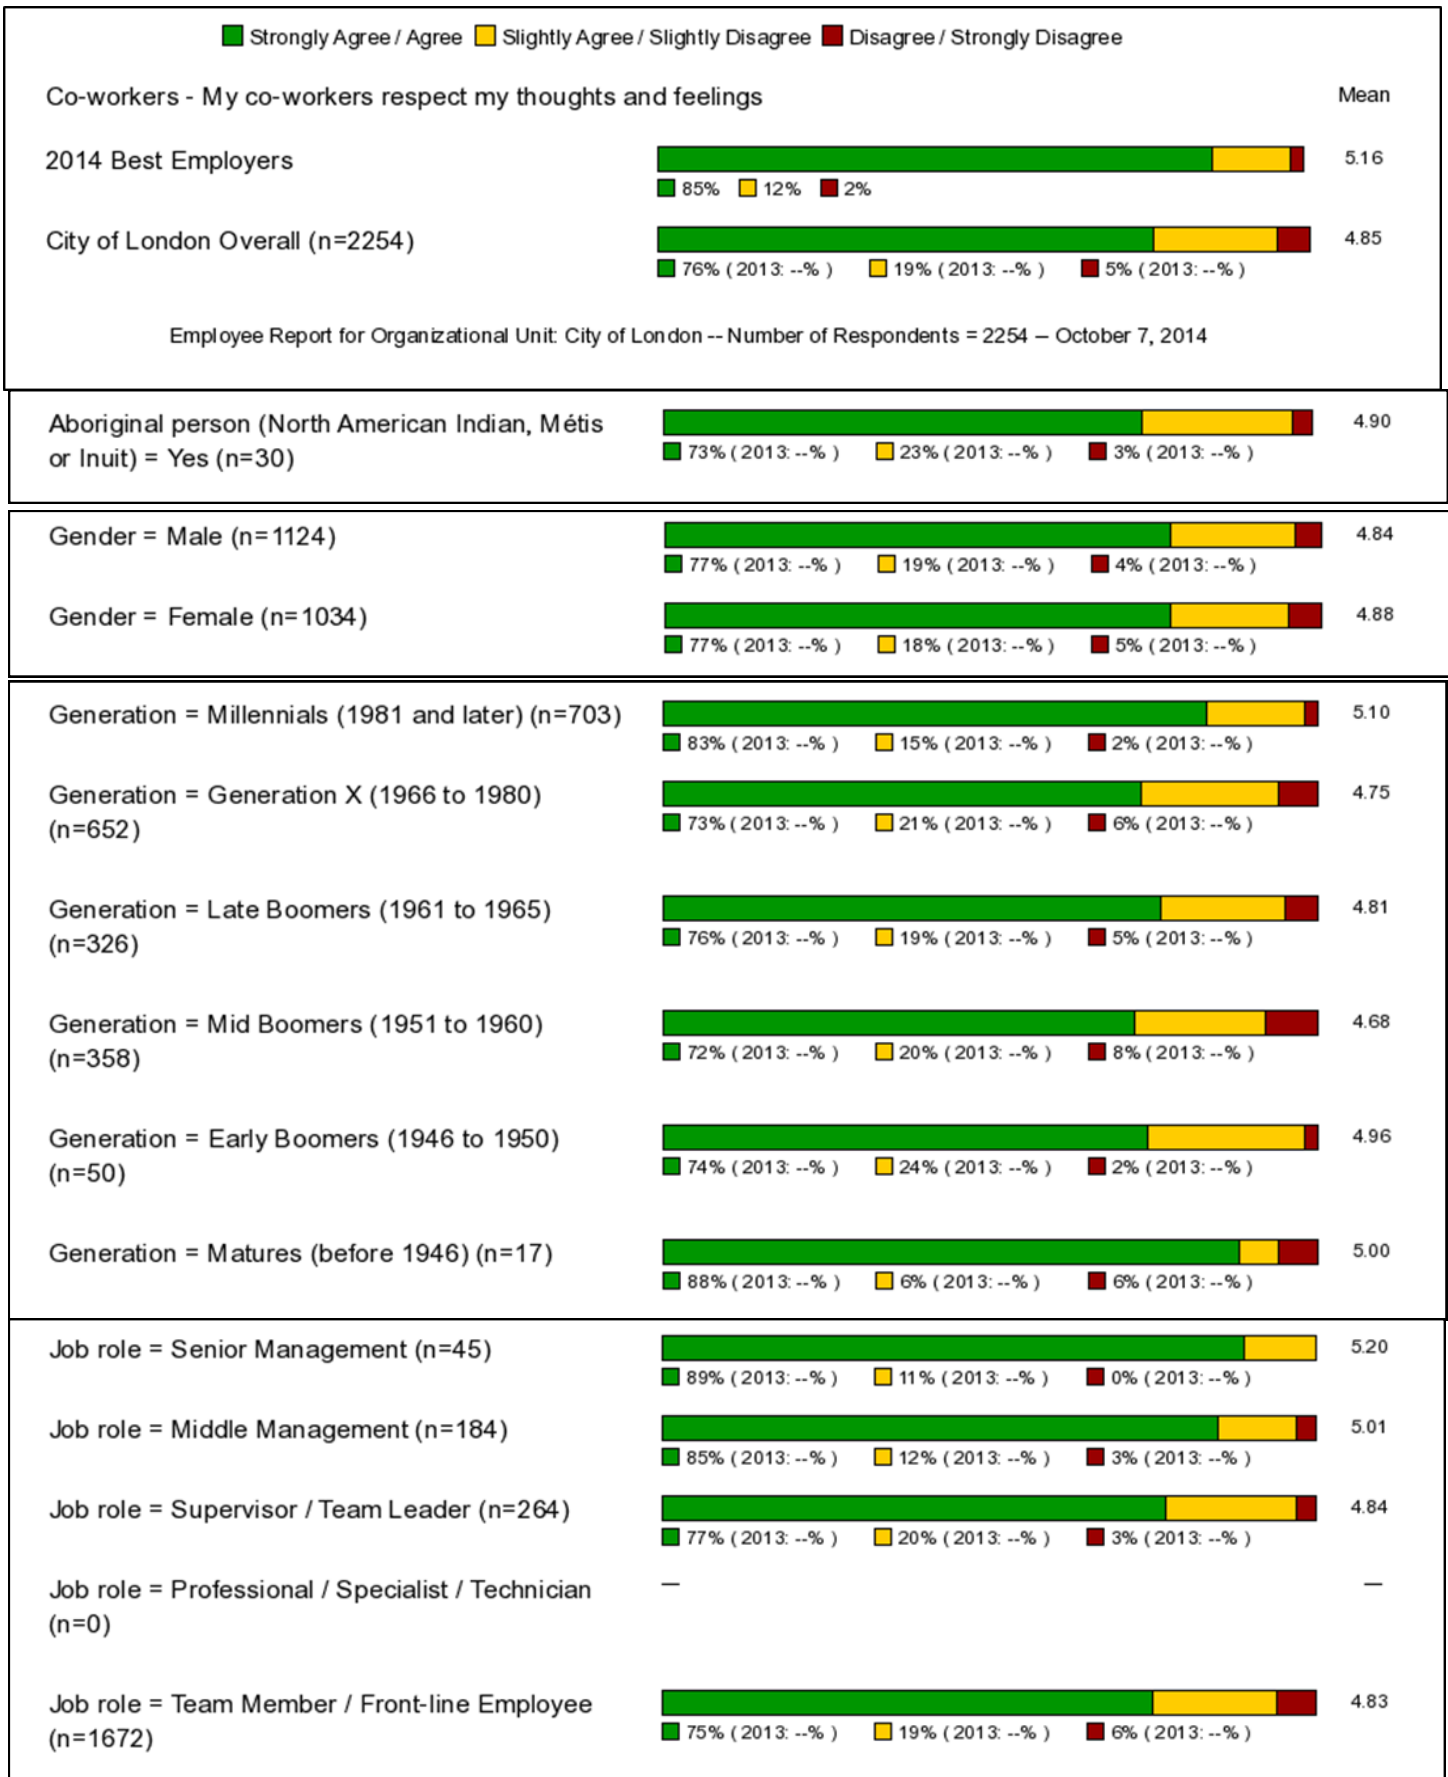 Strongly Agree / Agree Slightly Agree / Slightly Disagree Disagree / Strongly Disagree
Co-workers - My co-workers respect my thoughts and feelings Mean
2014 Best Employers 5.16
85% 12% 2%
City of London Overall (n=2254) 4.85
76% ( 2013: --% ) 19% ( 2013: --% ) 5% ( 2013: --% )
Employee Report for Organizational Unit: City of London -- Number of Respondents = 2254 – October 7, 2014
Aboriginal person (North American Indian, Métis 4.90
or Inuit) = Yes (n=30) 73% ( 2013: --% ) 23% ( 2013: --% ) 3% ( 2013: --% )
Gender = Male (n=1124) 4.84
77% ( 2013: --% ) 19% ( 2013: --% ) 4% ( 2013: --% )
Gender = Female (n=1034) 4.88
77% ( 2013: --% ) 18% ( 2013: --% ) 5% ( 2013: --% )
Generation = Millennials (1981 and later) (n=703) 5.10
83% ( 2013: --% ) 15% ( 2013: --% ) 2% ( 2013: --% )
Generation = Generation X (1966 to 1980) 4.75
(n=652) 73% ( 2013: --% ) 21% ( 2013: --% ) 6% ( 2013: --% )
Generation = Late Boomers (1961 to 1965) 4.81
(n=326) 76% ( 2013: --% ) 19% ( 2013: --% ) 5% ( 2013: --% )
Generation = Mid Boomers (1951 to 1960) 4.68
(n=358) 72% ( 2013: --% ) 20% ( 2013: --% ) 8% ( 2013: --% )
Generation = Early Boomers (1946 to 1950) 4.96
(n=50) 74% ( 2013: --% ) 24% ( 2013: --% ) 2% ( 2013: --% )
Generation = Matures (before 1946) (n=17) 5.00
88% ( 2013: --% ) 6% ( 2013: --% ) 6% ( 2013: --% )
Job role = Senior Management (n=45) 5.20
89% ( 2013: --% ) 11% ( 2013: --% ) 0% ( 2013: --% )
Job role = Middle Management (n=184) 5.01
85% ( 2013: --% ) 12% ( 2013: --% ) 3% ( 2013: --% )
Job role = Supervisor / Team Leader (n=264) 4.84
77% ( 2013: --% ) 20% ( 2013: --% ) 3% ( 2013: --% )
Job role = Professional / Specialist / Technician — —
(n=0)
Job role = Team Member / Front-line Employee 4.83
(n=1672) 75% ( 2013: --% ) 19% ( 2013: --% ) 6% ( 2013: --% )